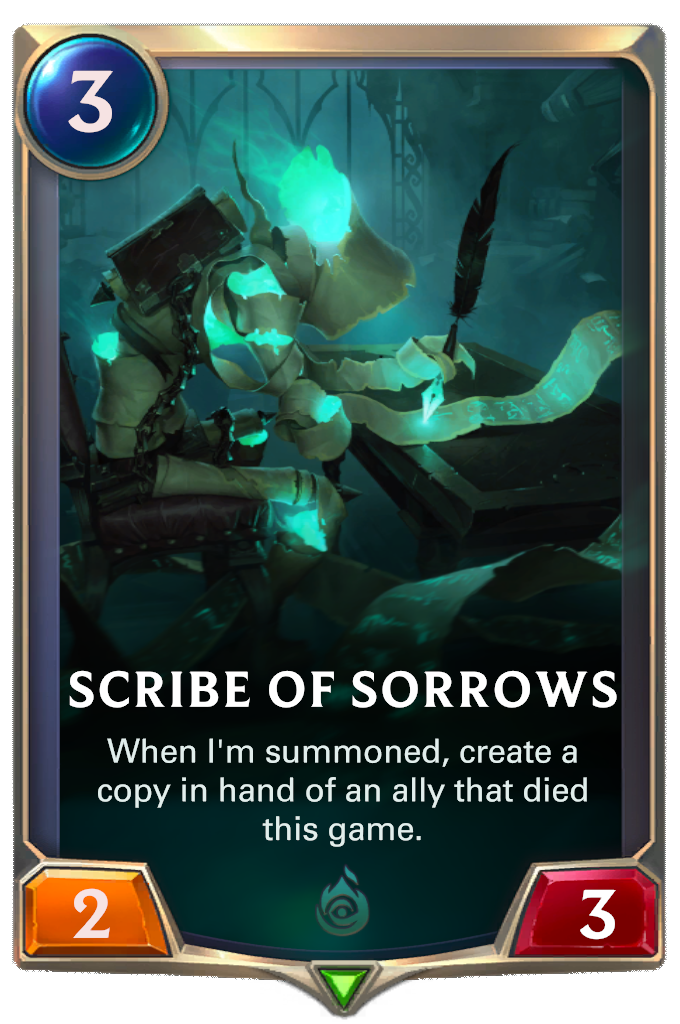 3
SCRIBE OF SORROWS
When I'm summoned, create a
copy in hand of an ally that died
this game.
2
3